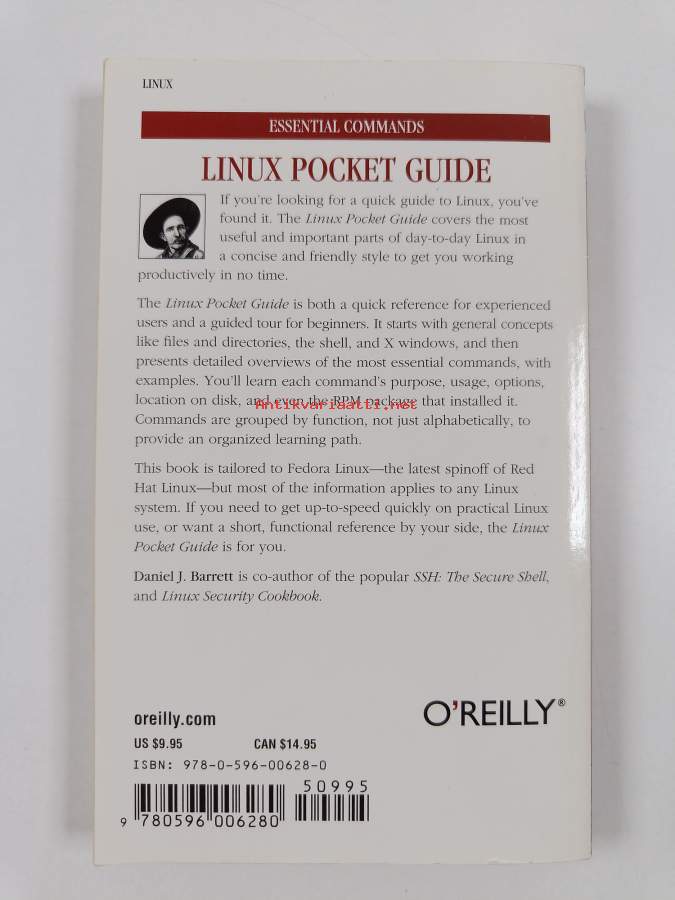 LINUX
ESSENTIAL COMMANDS
LINUX POCKET GUIDE
If you're looking for a quick guide to Linux, you've
found it. The Linux Pocket Guide covers the most
useful and important parts of day-to-day Linux in
a concise and friendly style to get you working
productively in no time.
The Linux Pocket Guide is both a quick reference for experienced
users and a guided tour for beginners. It starts with general concepts
like files and directories, the shell, and X windows, and then
presents detailed overviews of the most essential commands, with
examples. You'll learn each command's purpose, usage, options,
location on disk, and even the RPM package that installed it.
Antikvariaatti.net
Commands are grouped by function, not just alphabetically, to
provide an organized learning path.
This book is tailored to Fedora Linux—the latest spinoff of Red
Hat Linux—but most of the information applies to any Linux
system. If you need to get up-to-speed quickly on practical Linux
use, or want a short, functional reference by your side, the Linux
Pocket Guide is for you.
Daniel J. Barrett is co-author of the popular SSH: The Secure Shell,
and Linux Security Cookbook.
oreilly.com
O'REILLY®
US $9.95 CAN $14.95
ISBN: 978-0-596-00628-0
50995
9 780596 006280